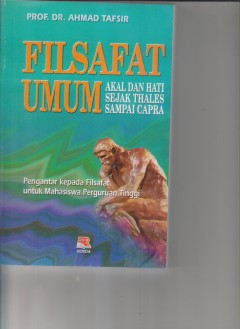 PROF. DR. AHMAD TAFSIR
FILSAFAT
UMUM
AKAL DAN HATI
SEJAK THALES
SAMPAI CAPRA
Pengantar kepada Filsafat
untuk Mahasiswa Perguruan Tinggi
ROSDA